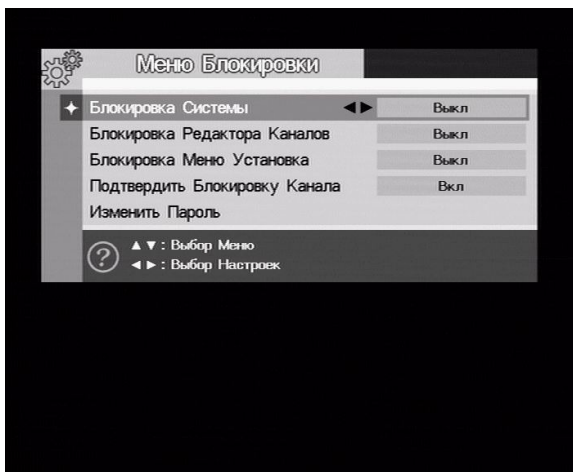 Меню Блокировки
Блокировка Системы ◀▶ Выкл
Блокировка Редактора Каналов Выкл
Блокировка Меню Установка Выкл
Подтвердить Блокировку Канала Вкл
Изменить Пароль
? ▲ ▼ : Выбор Меню
◀ ▶ : Выбор Настроек